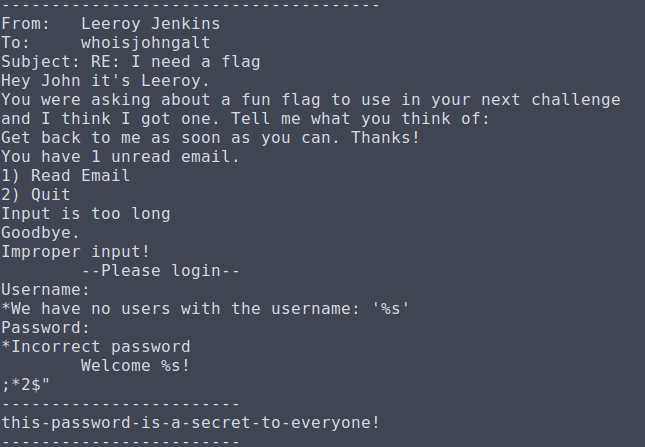 --------------------------------------
From:   Leeroy Jenkins
To:     whoisjohngalt
Subject: RE: I need a flag
Hey John it's Leeroy.
You were asking about a fun flag to use in your next challenge
and I think I got one. Tell me what you think of:
Get back to me as soon as you can. Thanks!
You have 1 unread email.
1) Read Email
2) Quit
Input is too long
Goodbye.
Improper input!
        --Please login--
Username:
*We have no users with the username: '%s'
Password:
*Incorrect password
        Welcome %s!
;*2$"
------------------------
this-password-is-a-secret-to-everyone!
------------------------